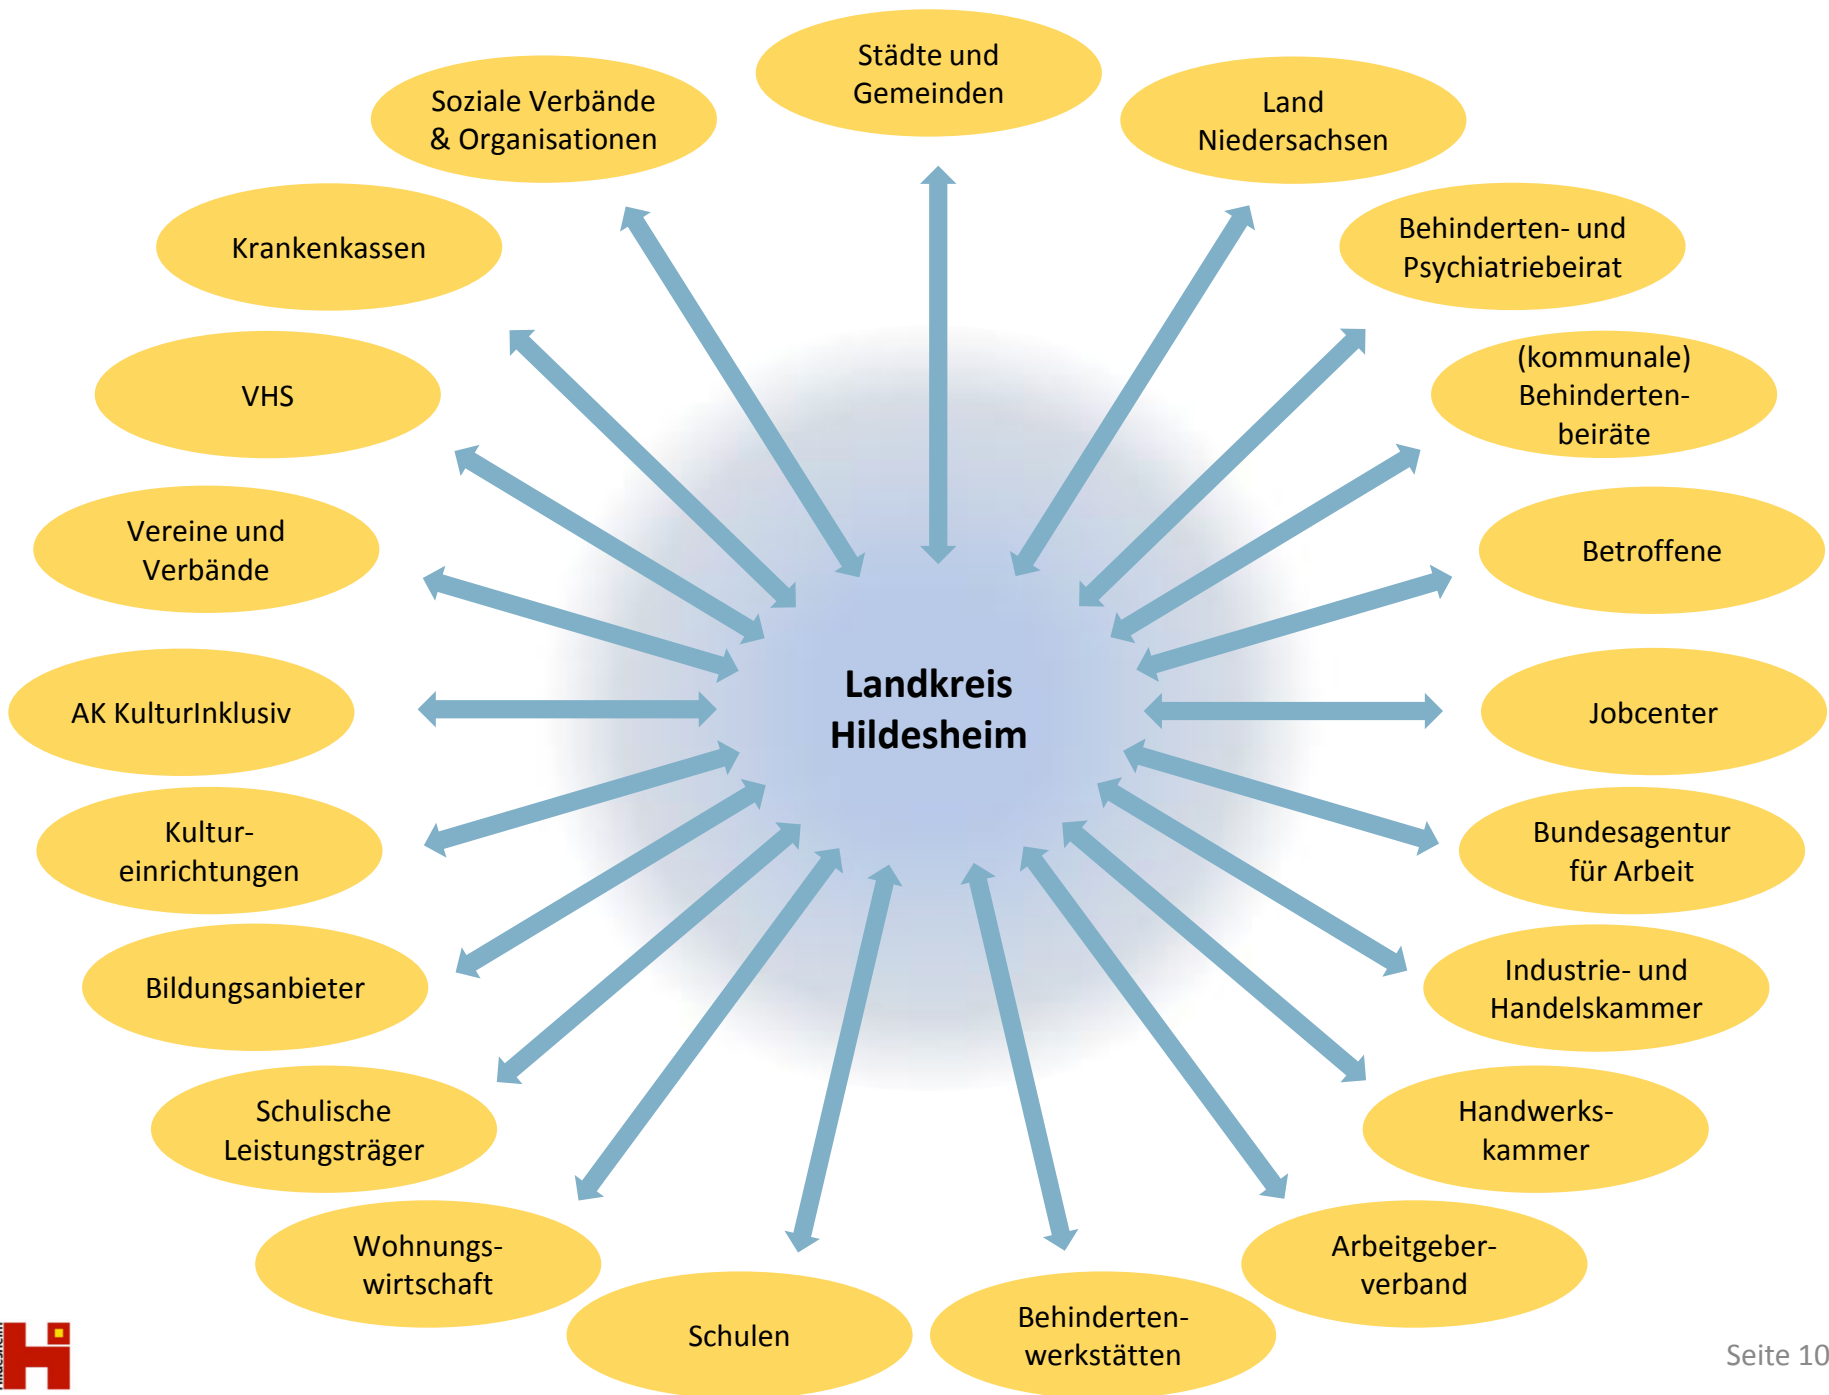 Städte und
Gemeinden
Land
Niedersachsen
Behinderten- und
Psychiatriebeirat
(kommunale)
Behinderten-
beiräte
Betroffene
Jobcenter
Bundesagentur
für Arbeit
Industrie- und
Handelskammer
Handwerks-
kammer
Arbeitgeber-
verband
Behinderten-
werkstätten
Schulen
Wohnungs-
wirtschaft
Schulische
Leistungsträger
Bildungsanbieter
Kultur-
einrichtungen
AK KulturInklusiv
Vereine und
Verbände
VHS
Krankenkassen
Soziale Verbände
& Organisationen
Landkreis
Hildesheim
Hildesheim
Seite 10